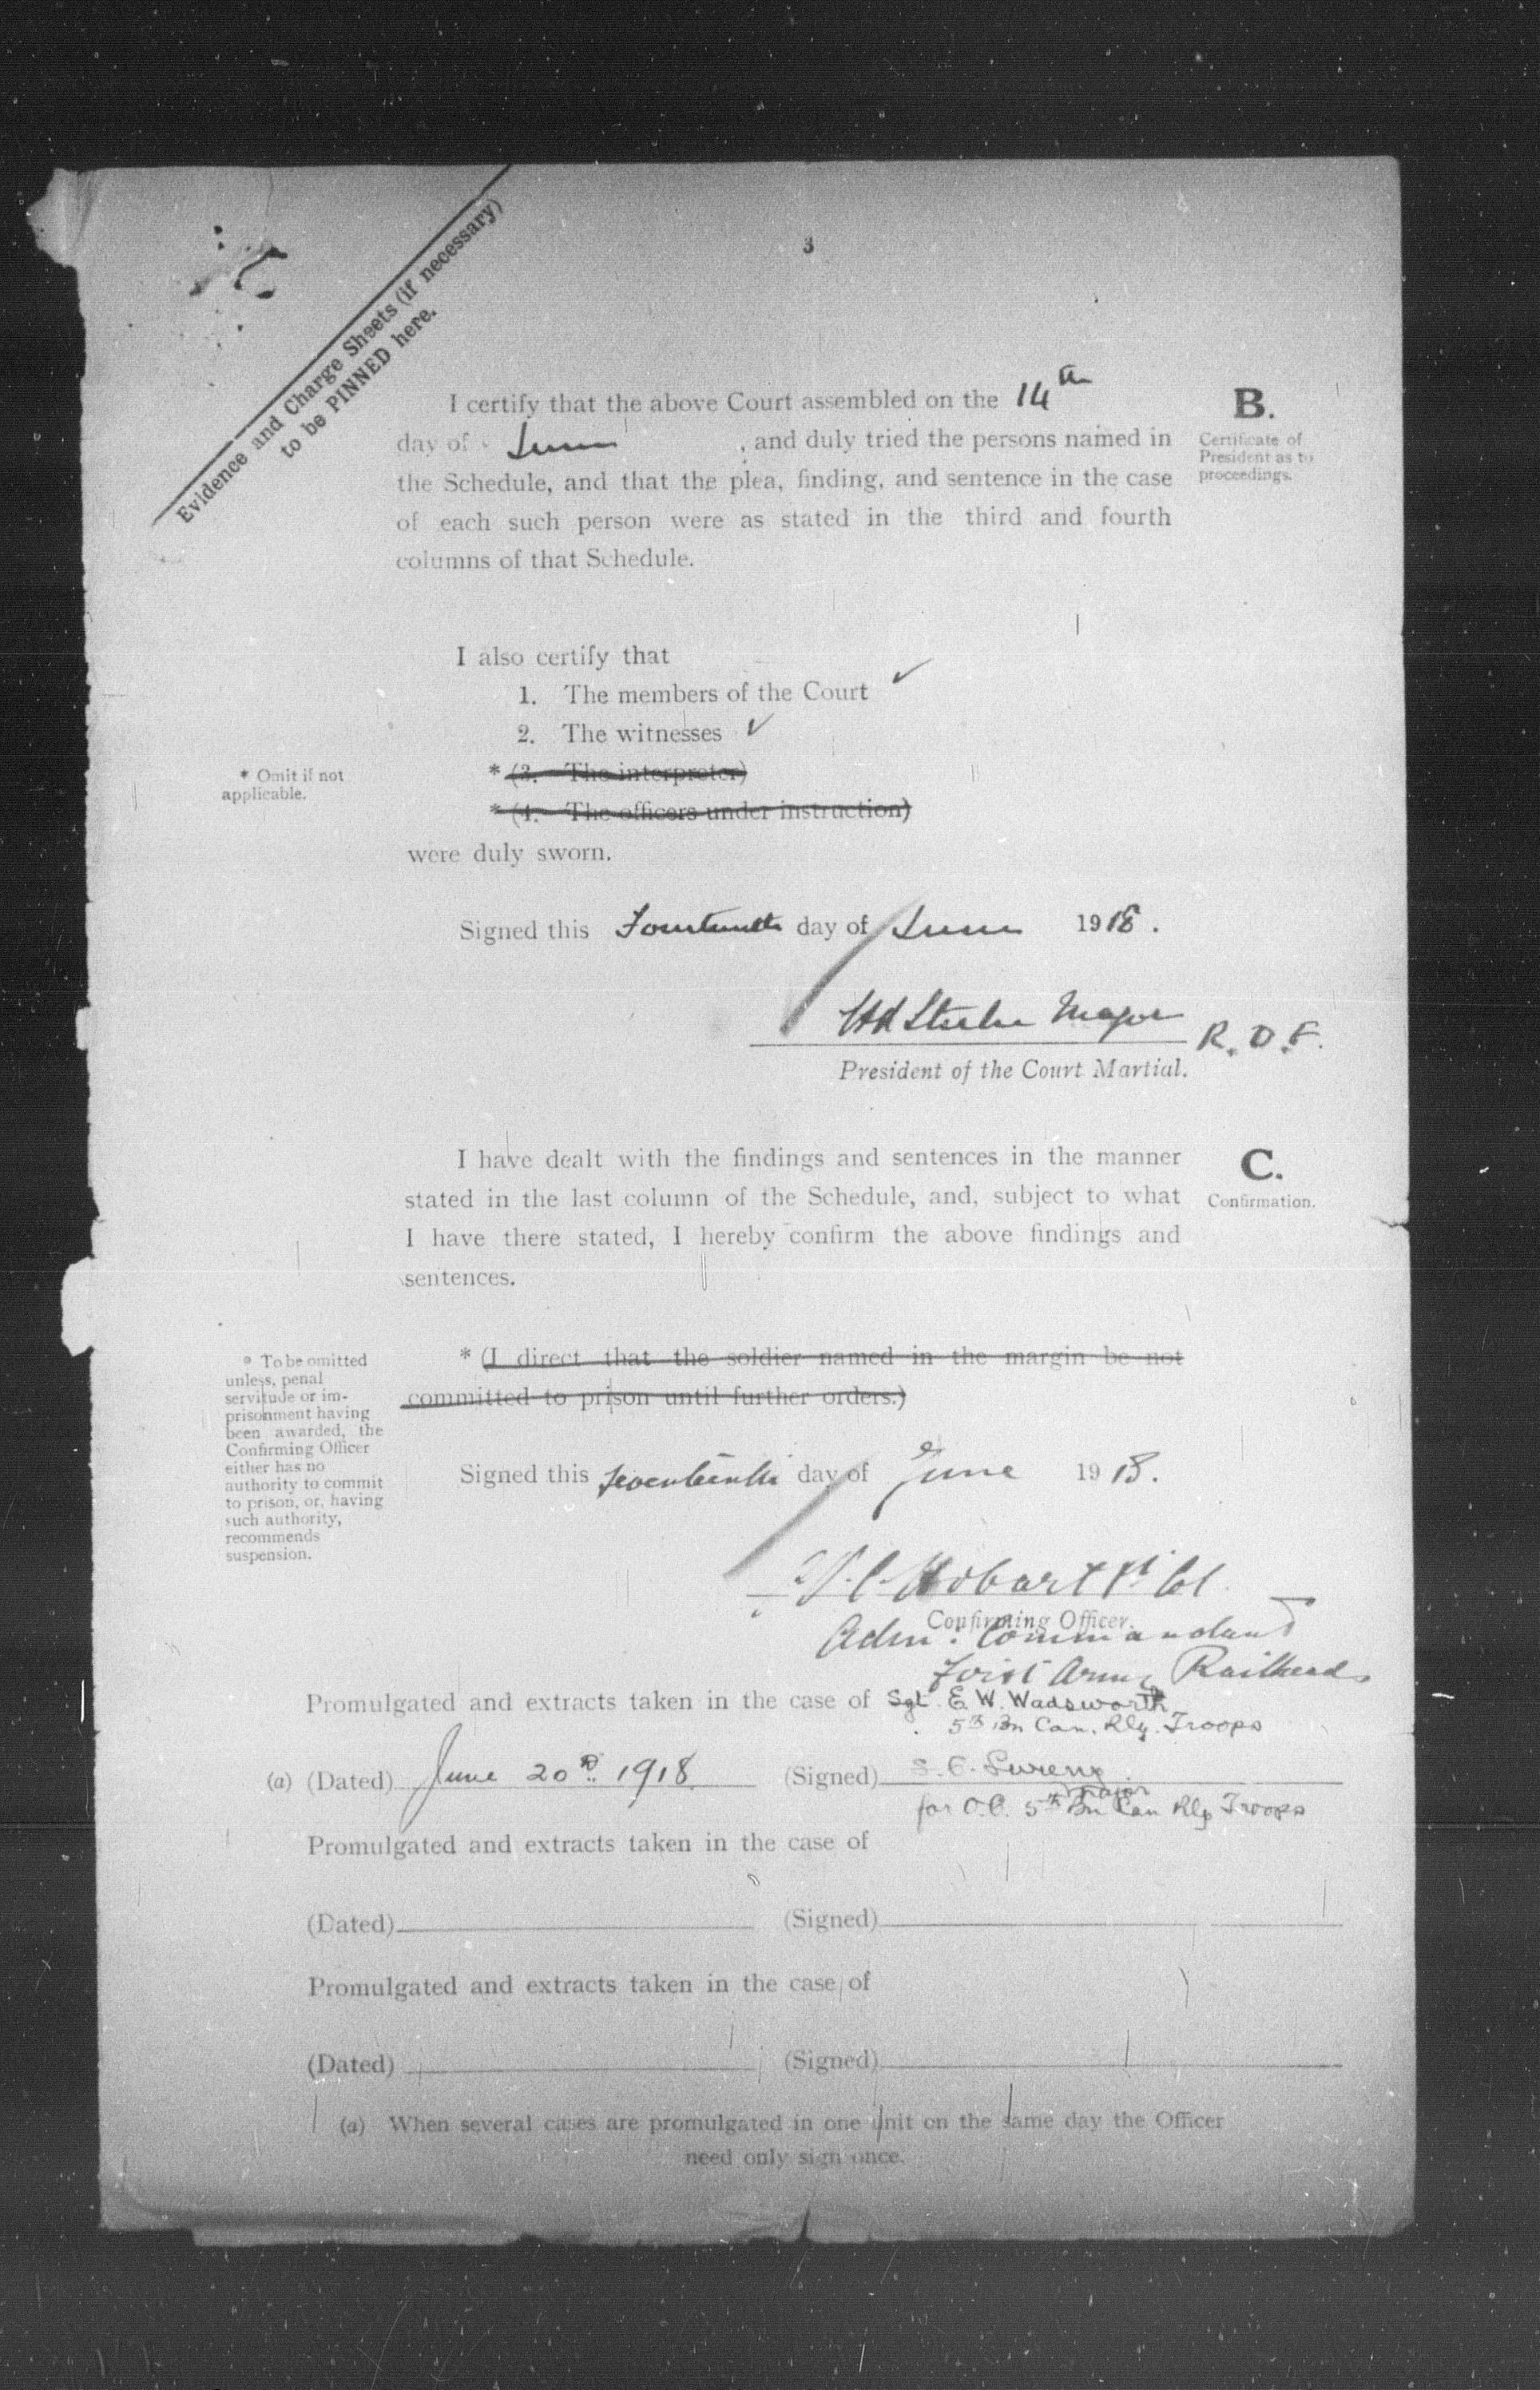 3
Evidence and Charge Sheets (if necessary)
to be PINNED here.
I certify that the above Court assembled on the 14th
day of June, and duly tried the persons named in
the Schedule, and that the plea, finding, and sentence in the case
of each such person were as stated in the third and fourth
columns of that Schedule.
B.
Certificate of
President as to
proceedings.
I also certify that
1. The members of the Court ✓
2. The witnesses ✓
* (3. The interpreter)
* (4. The officers under instruction)
were duly sworn.
* Omit if not
applicable.
Signed this Fourteenth day of June 1918.
Major R.D.F.
President of the Court Martial.
I have dealt with the findings and sentences in the manner
stated in the last column of the Schedule, and, subject to what
I have there stated, I hereby confirm the above findings and
sentences.
C.
Confirmation.
* (I direct that the soldier named in the margin be not
committed to prison until further orders.)
* To be omitted
unless, penal
servitude or im-
prisonment having
been awarded, the
Confirming Officer
either has no
authority to commit
to prison, or, having
such authority,
recommends
suspension.
Signed this seventeenth day of June 1918.
Hobart Lt Col
Confirming Officer.
Adm. Commandant
First Army Railheads
Promulgated and extracts taken in the case of Sgt. E. W. Wadsworth
5th Bn Can. Rly. Troops
(a) (Dated) June 20th 1918 (Signed)
Major
for O.C. 5th Bn Can Rly Troops
Promulgated and extracts taken in the case of
(Dated) (Signed)
Promulgated and extracts taken in the case of
(Dated) (Signed)
(a) When several cases are promulgated in one unit on the same day the Officer
need only sign once.